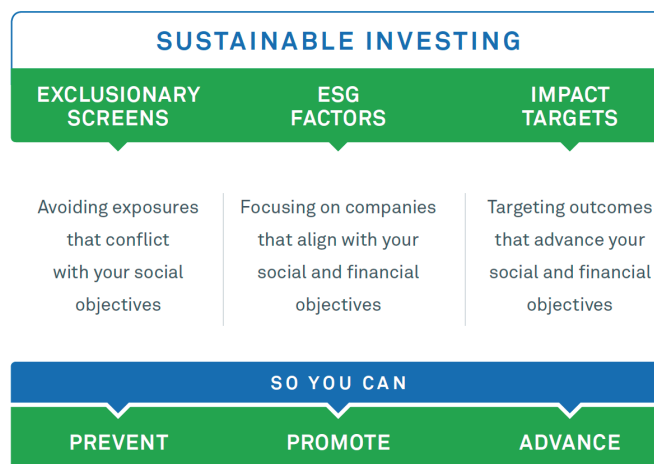 SUSTAINABLE INVESTING
EXCLUSIONARY
SCREENS
ESG
FACTORS
IMPACT
TARGETS
Avoiding exposures
that conflict
with your social
objectives
Focusing on companies
that align with your
social and financial
objectives
Targeting outcomes
that advance your
social and financial
objectives
SO YOU CAN
PREVENT
PROMOTE
ADVANCE